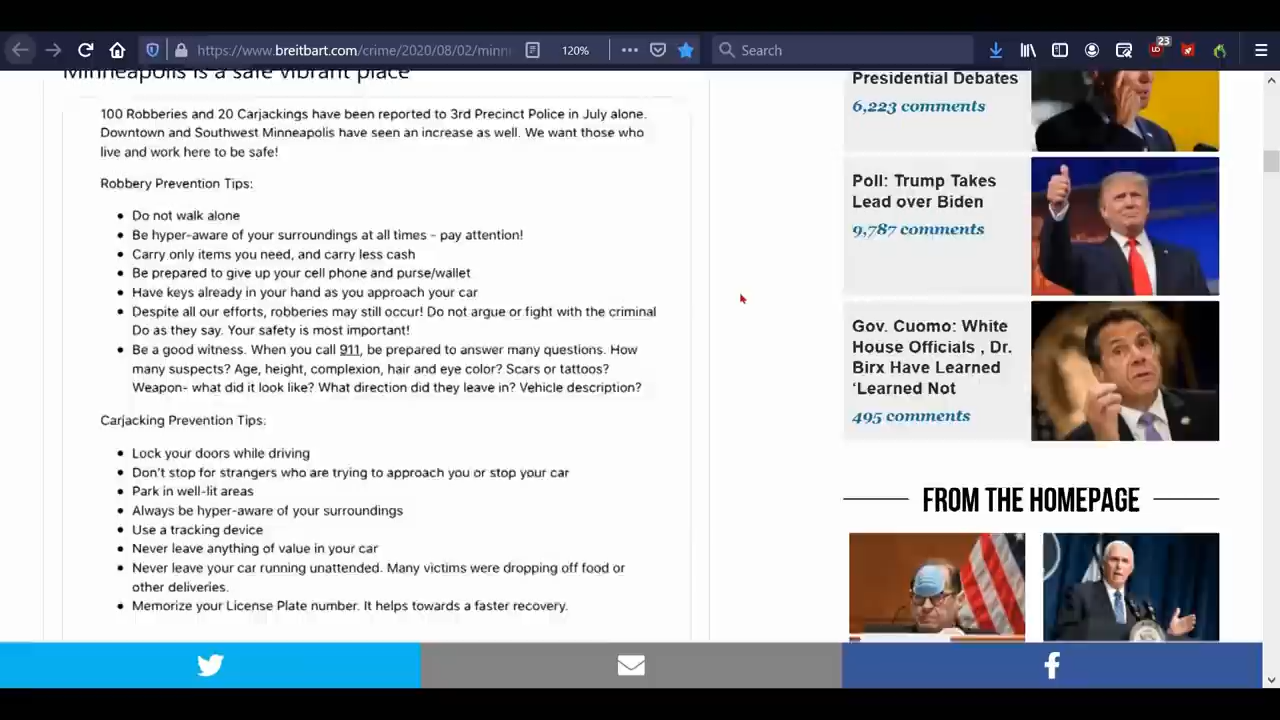 https://www.breitbart.com/crime/2020/08/02/minn
120%
Search
23
Minneapolis is a safe vibrant place
100 Robberies and 20 Carjackings have been reported to 3rd Precinct Police in July alone.
Downtown and Southwest Minneapolis have seen an increase as well. We want those who
live and work here to be safe!
Robbery Prevention Tips:
Do not walk alone
Be hyper-aware of your surroundings at all times - pay attention!
Carry only items you need, and carry less cash
Be prepared to give up your cell phone and purse/wallet
Have keys already in your hand as you approach your car
Despite all our efforts, robberies may still occur! Do not argue or fight with the criminal
Do as they say. Your safety is most important!
Be a good witness. When you call 911, be prepared to answer many questions. How
many suspects? Age, height, complexion, hair and eye color? Scars or tattoos?
Weapon- what did it look like? What direction did they leave in? Vehicle description?
Carjacking Prevention Tips:
Lock your doors while driving
Don't stop for strangers who are trying to approach you or stop your car
Park in well-lit areas
Always be hyper-aware of your surroundings
Use a tracking device
Never leave anything of value in your car
Never leave your car running unattended. Many victims were dropping off food or
other deliveries.
Memorize your License Plate number. It helps towards a faster recovery.
Presidential Debates
6,223 comments
Poll: Trump Takes
Lead over Biden
9,787 comments
Gov. Cuomo: White
House Officials , Dr.
Birx Have Learned
‘Learned Not
495 comments
FROM THE HOMEPAGE